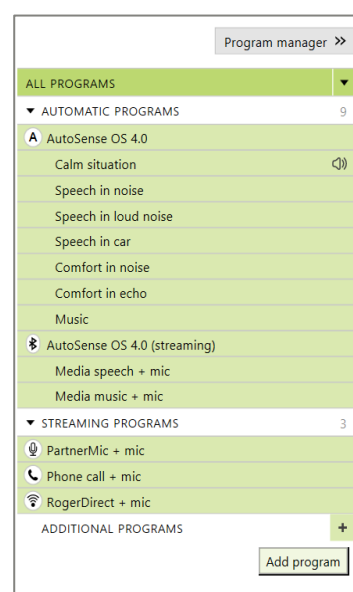 Program manager »
ALL PROGRAMS
AUTOMATIC PROGRAMS 9
A AutoSense OS 4.0
Calm situation
Speech in noise
Speech in loud noise
Speech in car
Comfort in noise
Comfort in echo
Music
AutoSense OS 4.0 (streaming)
Media speech + mic
Media music + mic
STREAMING PROGRAMS 3
PartnerMic + mic
Phone call + mic
RogerDirect + mic
ADDITIONAL PROGRAMS +
Add program